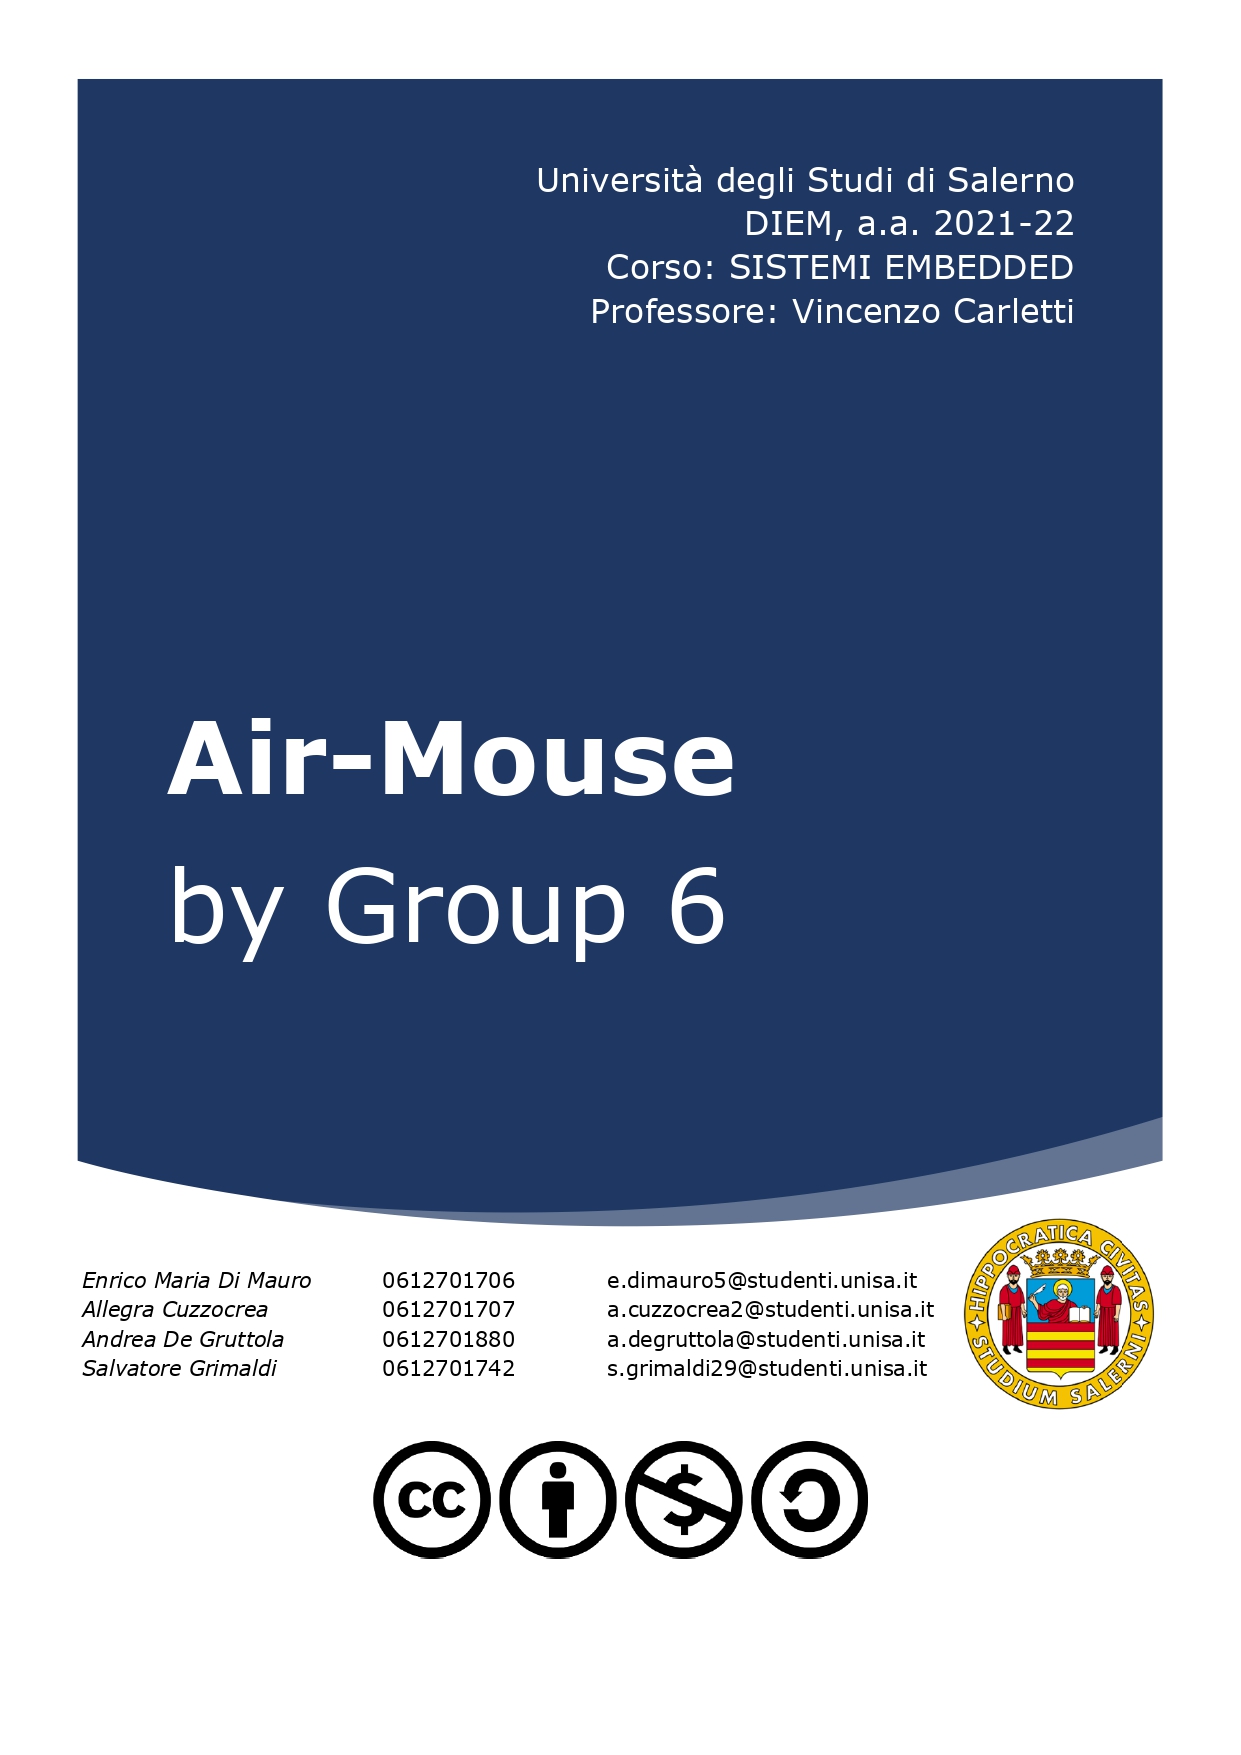 Università degli Studi di Salerno
DIEM, a.a. 2021-22
Corso: SISTEMI EMBEDDED
Professore: Vincenzo Carletti
Air-Mouse
by Group 6
Enrico Maria Di Mauro 0612701706 e.dimauro5@studenti.unisa.it
Allegra Cuzzocrea 0612701707 a.cuzzocrea2@studenti.unisa.it
Andrea De Gruttola 0612701880 a.degruttola@studenti.unisa.it
Salvatore Grimaldi 0612701742 s.grimaldi29@studenti.unisa.it
HIPPOCRATICA CIVITAS
STUDIUM SALERNI
cc
$